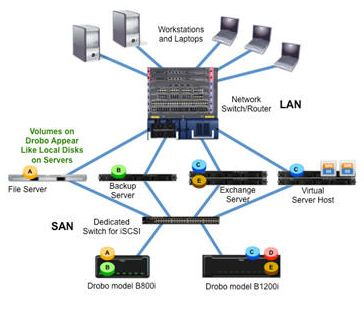 Workstations
and Laptops
Network
Switch/Router
LAN
Volumes on
Drobo Appear
Like Local Disks
on Servers
A
B
C
E
C
File Server
Backup
Server
Exchange
Server
Virtual
Server Host
SAN
Dedicated
Switch for iSCSI
A
B
C
D
E
Drobo model B800i
Drobo model B1200i